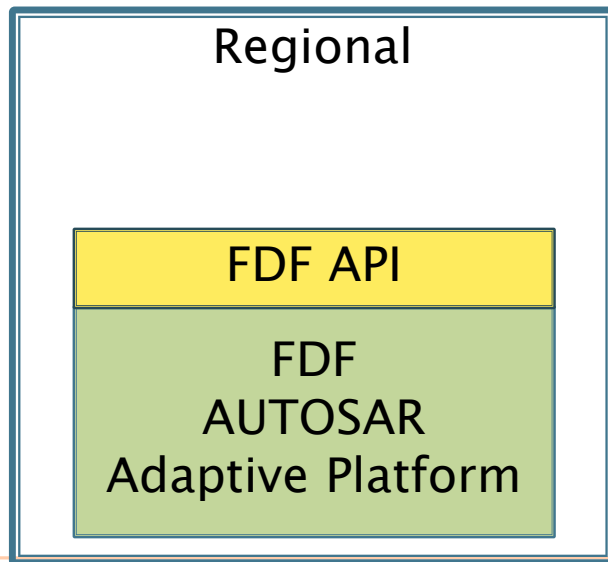 Regional
FDF API
FDF
AUTOSAR
Adaptive Platform